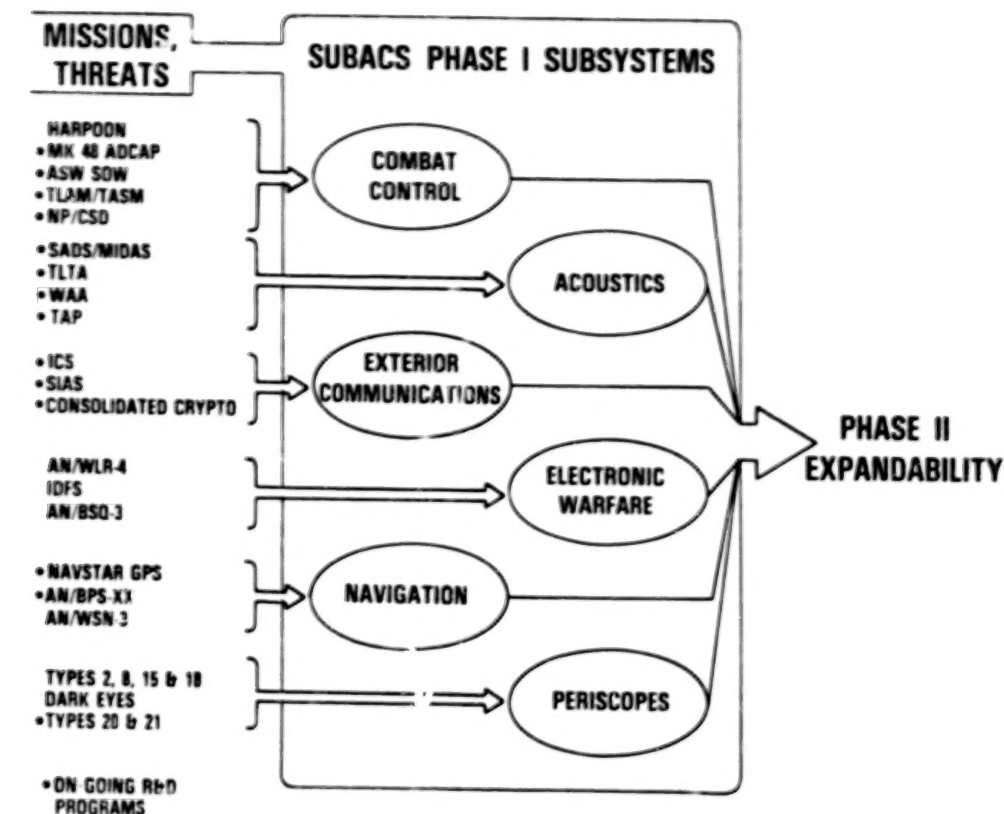 MISSIONS,
THREATS
SUBACS PHASE I SUBSYSTEMS
HARPOON
•MK 48 ADCAP
•ASW SOW
•TLAM/TASM
•NP/CSD
COMBAT
CONTROL
•SADS/MIDAS
•TLTA
•WAA
•TAP
ACOUSTICS
•ICS
•SIAS
•CONSOLIDATED CRYPTO
EXTERIOR
COMMUNICATIONS
PHASE II
EXPANDABILITY
AN/WLR-4
IDFS
AN/BSQ-3
ELECTRONIC
WARFARE
•NAVSTAR GPS
•AN/BPS-XX
AN/WSN-3
NAVIGATION
TYPES 2, 8, 15 & 18
DARK EYES
•TYPES 20 & 21
PERISCOPES
•ON-GOING R&D
PROGRAMS